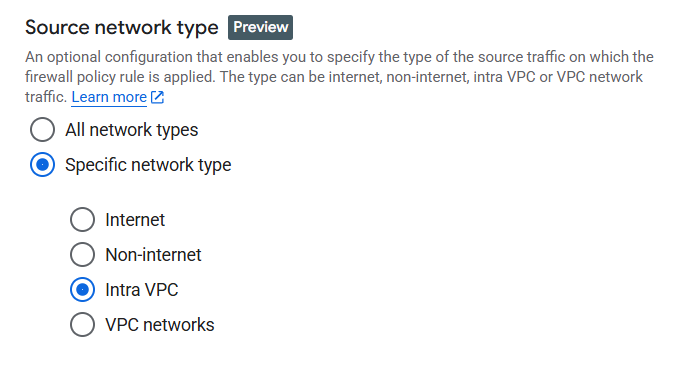 Source network type Preview
An optional configuration that enables you to specify the type of the source traffic on which the
firewall policy rule is applied. The type can be internet, non-internet, intra VPC or VPC network
traffic. Learn more
All network types
Specific network type
Internet
Non-internet
Intra VPC
VPC networks